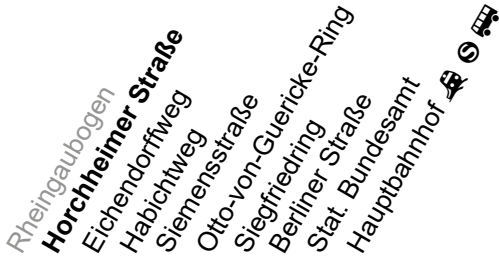 Rheingaubogen
Horchheimer Straße
Eichendorffweg
Habichtweg
Siemensstraße
Otto-von-Guericke-Ring
Siegfriedring
Berliner Straße
Stat. Bundesamt
Hauptbahnhof S